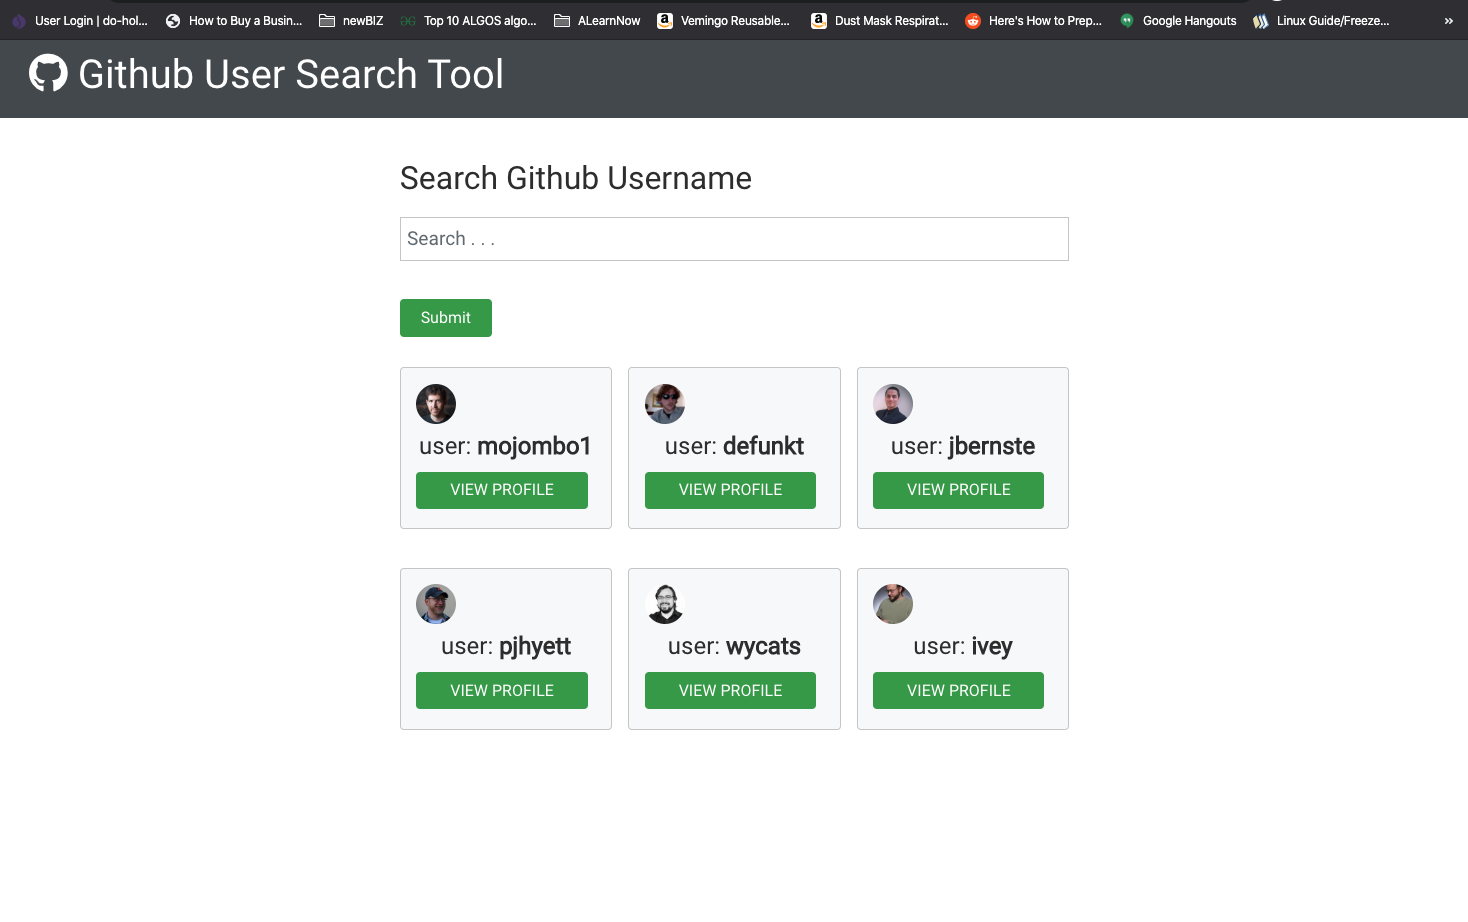 User Login | do-hol... How to Buy a Busin... newBIZ Top 10 ALGOS algo... ALearnNow Vemingo Reusable... Dust Mask Respirat... Here's How to Prep... Google Hangouts Linux Guide/Freeze... »
Github User Search Tool
Search Github Username
Search . . .
Submit
user: mojombo1 user: defunkt user: jbernste
VIEW PROFILE VIEW PROFILE VIEW PROFILE
user: pjhyett user: wycats user: ivey
VIEW PROFILE VIEW PROFILE VIEW PROFILE